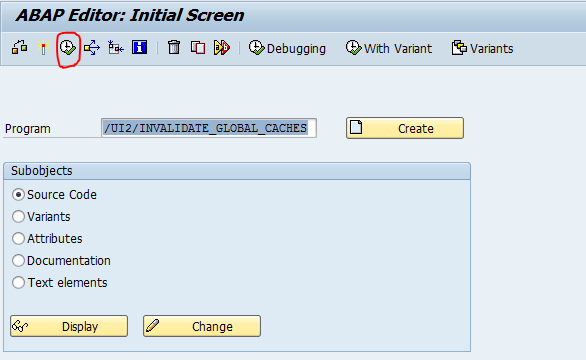 ABAP Editor: Initial Screen
Debugging With Variant Variants
Program /UI2/INVALIDATE_GLOBAL_CACHES Create
Subobjects
Source Code
Variants
Attributes
Documentation
Text elements
Display Change